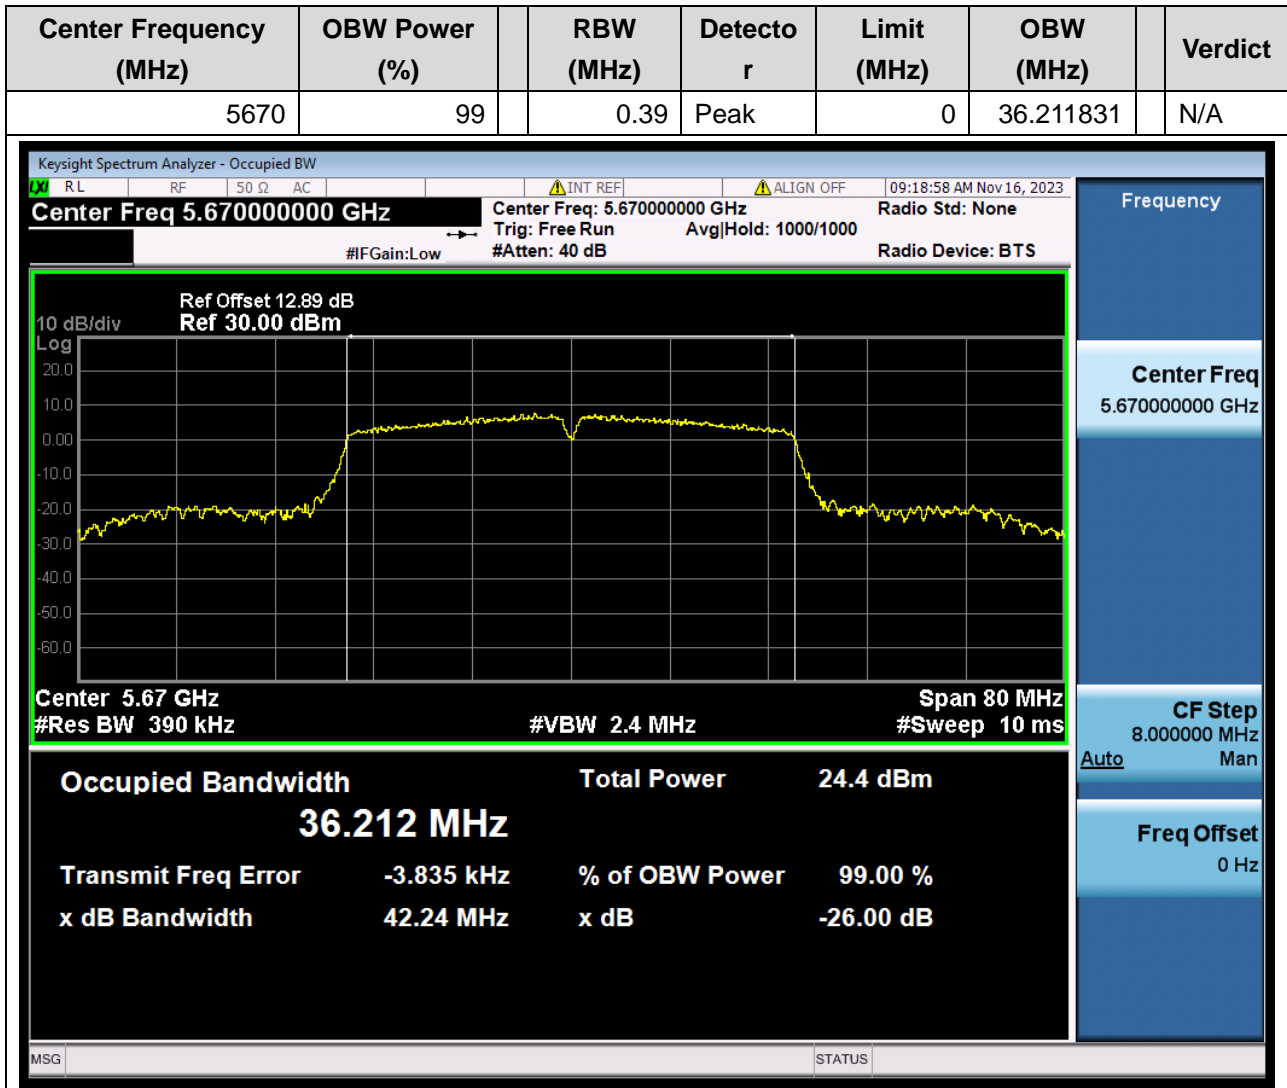 Center Frequency (MHz) OBW Power (%) RBW (MHz) Detecto r Limit (MHz) OBW (MHz) Verdict
5670 99 0.39 Peak 0 36.211831 N/A
Keysight Spectrum Analyzer - Occupied BW
LXI RL RF 50 Ω AC INT REF ALIGN OFF 09:18:58 AM Nov 16, 2023
Center Freq 5.670000000 GHz
Center Freq: 5.670000000 GHz
Radio Std: None
Trig: Free Run Avg|Hold: 1000/1000
#IFGain:Low #Atten: 40 dB
Radio Device: BTS
Ref Offset 12.89 dB
10 dB/div Ref 30.00 dBm
Log
20.0
10.0
0.00
-10.0
-20.0
-30.0
-40.0
-50.0
-60.0
Center 5.67 GHz Span 80 MHz
#Res BW 390 kHz #VBW 2.4 MHz #Sweep 10 ms
Occupied Bandwidth Total Power 24.4 dBm
36.212 MHz
Transmit Freq Error -3.835 kHz % of OBW Power 99.00 %
x dB Bandwidth 42.24 MHz x dB -26.00 dB
Frequency
Center Freq
5.670000000 GHz
CF Step
8.000000 MHz
Auto Man
Freq Offset
0 Hz
MSG STATUS